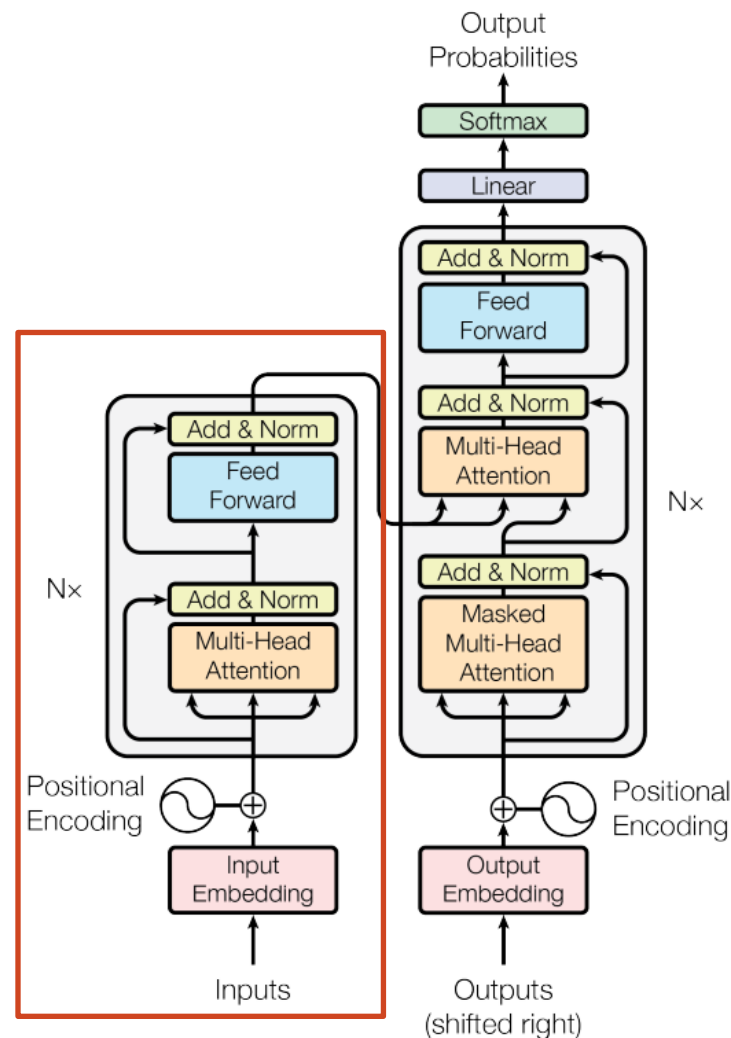 Output
Probabilities
Softmax
Linear
Add & Norm
Feed
Forward
Add & Norm
Multi-Head
Attention
Nx
Add & Norm
Masked
Multi-Head
Attention
Positional
Encoding
Output
Embedding
Outputs
(shifted right)
Add & Norm
Feed
Forward
Nx
Add & Norm
Multi-Head
Attention
Positional
Encoding
Input
Embedding
Inputs